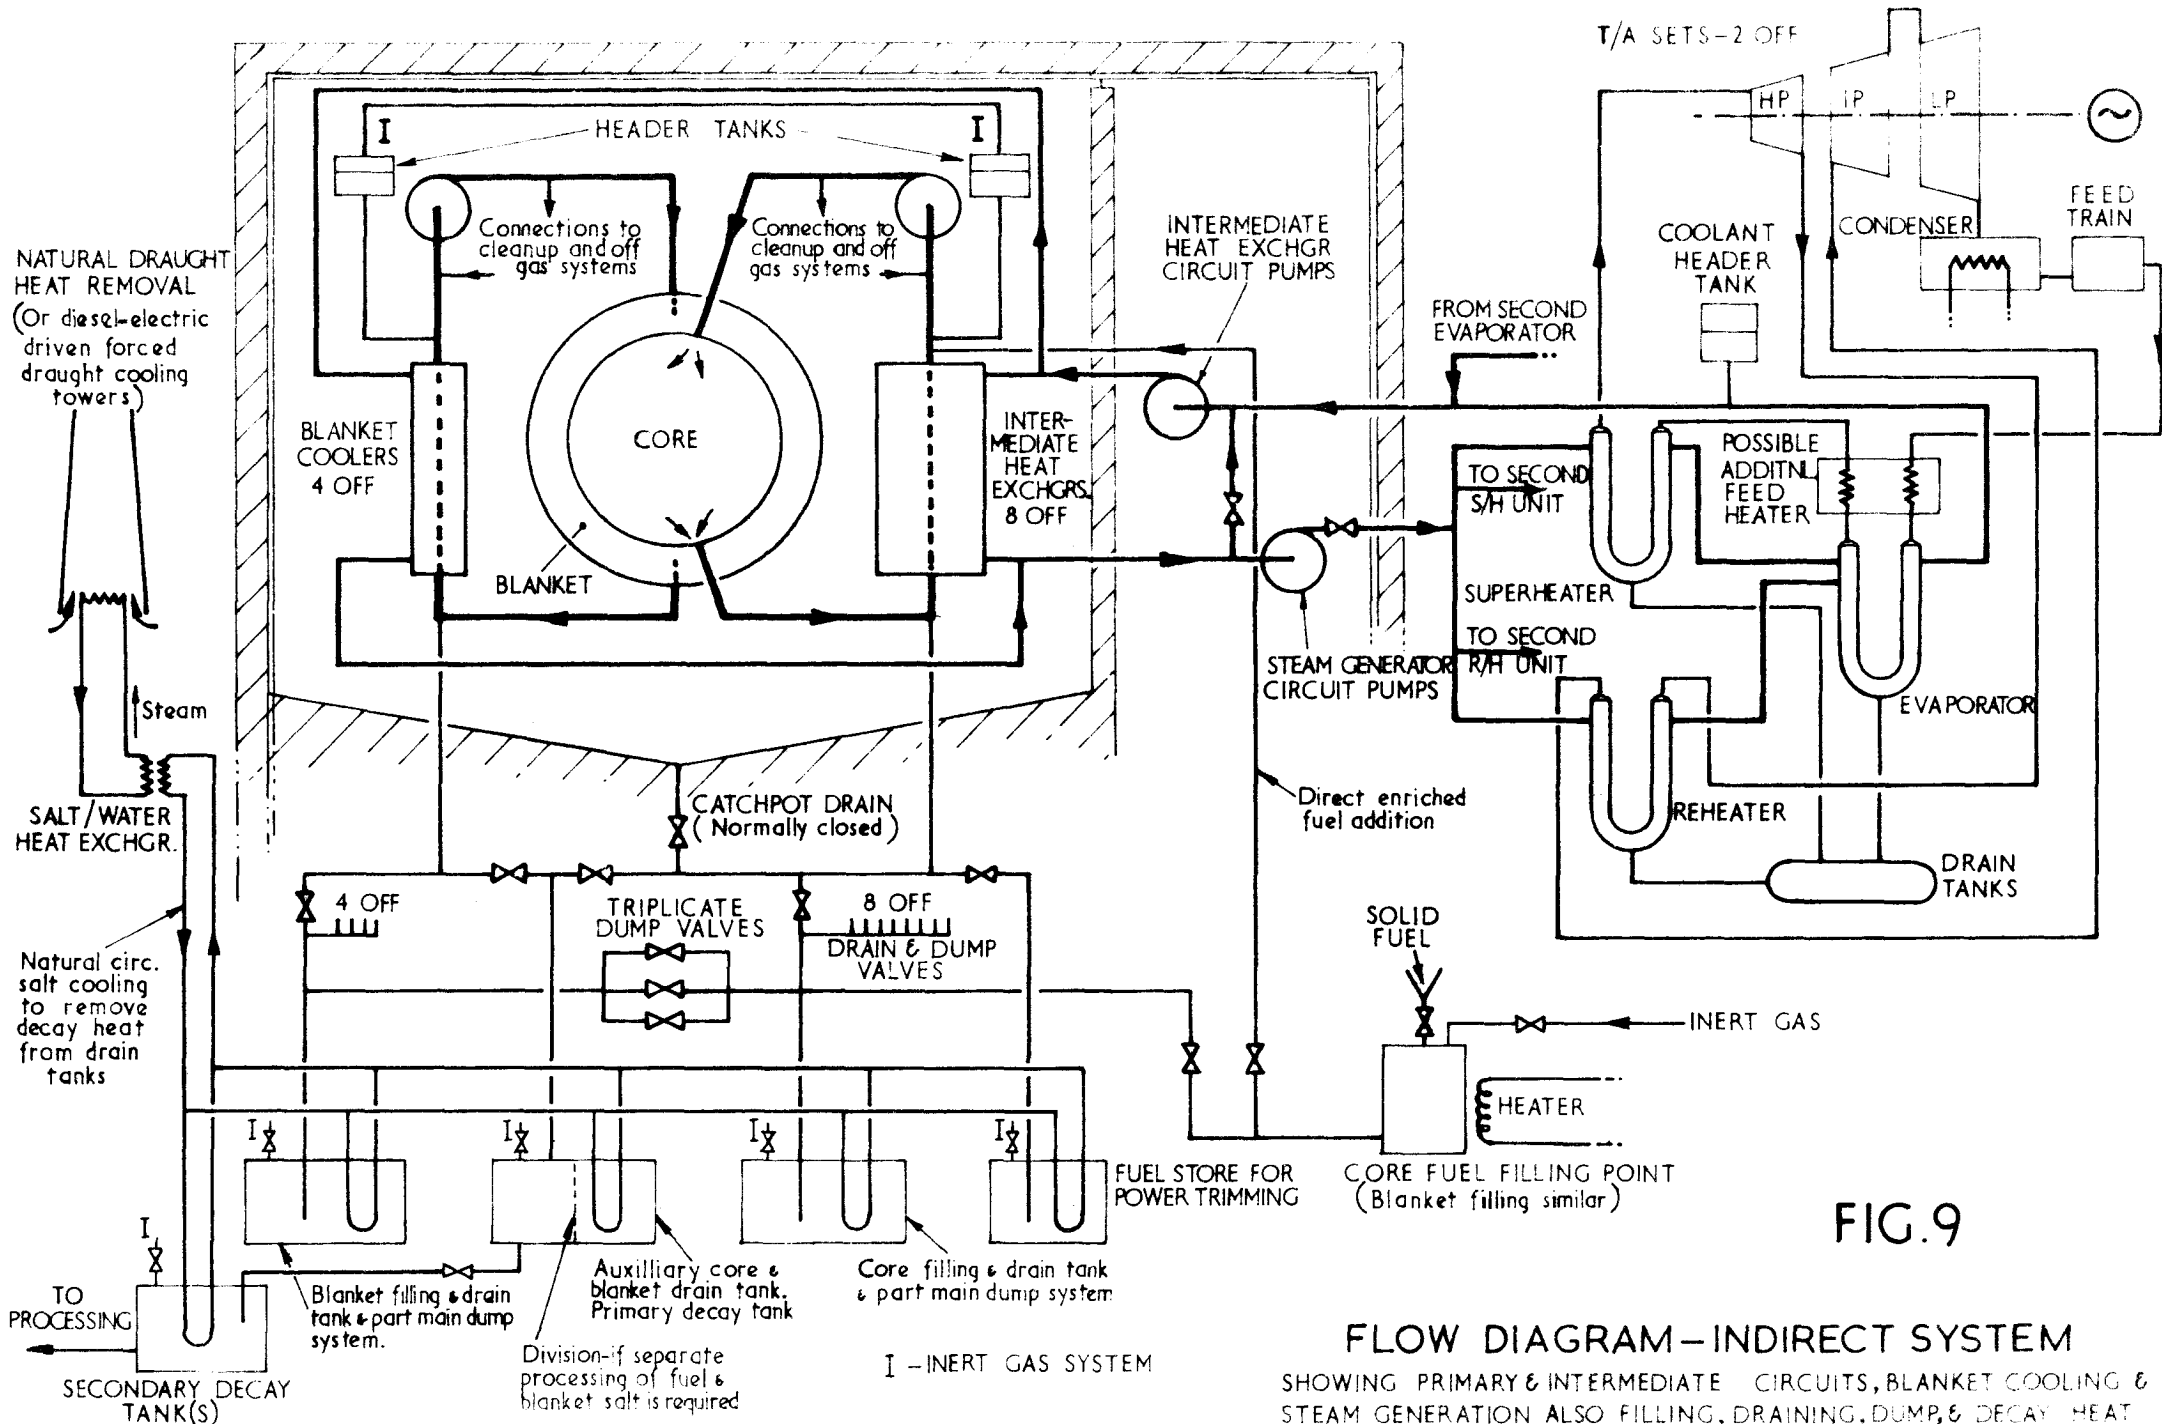 T/A SETS-2 OFF
HP
IP
LP
I
HEADER TANKS
I
FEED
TRAIN
CONDENSER
COOLANT
HEADER
TANK
INTERMEDIATE
HEAT EXCHGR
CIRCUIT PUMPS
Connections to
cleanup and off
gas systems
Connections to
cleanup and off
gas systems
NATURAL DRAUGHT
HEAT REMOVAL
(Or diesel-electric
driven forced
draught cooling
towers)
FROM SECOND
EVAPORATOR
BLANKET
COOLERS
4 OFF
CORE
INTER-
MEDIATE
HEAT
EXCHGRS.
8 OFF
POSSIBLE
ADDITNL
FEED
HEATER
TO SECOND
S/H UNIT
BLANKET
SUPERHEATER
TO SECOND
R/H UNIT
STEAM GENERATOR
CIRCUIT PUMPS
EVAPORATOR
Steam
SALT/WATER
HEAT EXCHGR.
CATCHPOT DRAIN
(Normally closed)
Direct enriched
fuel addition
REHEATER
DRAIN
TANKS
4 OFF
TRIPLICATE
DUMP VALVES
8 OFF
DRAIN & DUMP
VALVES
SOLID
FUEL
Natural circ.
salt cooling
to remove
decay heat
from drain
tanks
INERT GAS
HEATER
I
I
I
I
FUEL STORE FOR
POWER TRIMMING
CORE FUEL FILLING POINT
(Blanket filling similar)
I
TO
PROCESSING
Blanket filling & drain
tank & part main dump
system.
Auxilliary core &
blanket drain tank.
Primary decay tank
Core filling & drain tank
& part main dump system
Division-if separate
processing of fuel &
blanket salt is required
I - INERT GAS SYSTEM
SECONDARY DECAY
TANK(S)
FIG. 9
FLOW DIAGRAM-INDIRECT SYSTEM
SHOWING PRIMARY & INTERMEDIATE CIRCUITS, BLANKET COOLING &
STEAM GENERATION ALSO FILLING, DRAINING, DUMP, & DECAY HEAT